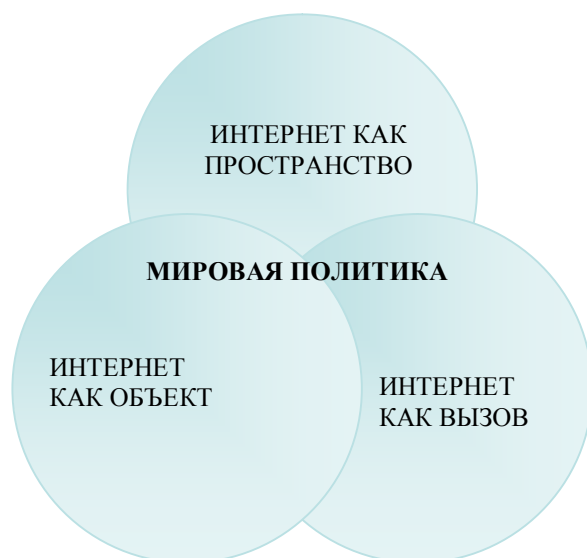 ИНТЕРНЕТ КАК
ПРОСТРАНСТВО
МИРОВАЯ ПОЛИТИКА
ИНТЕРНЕТ
КАК ОБЪЕКТ
ИНТЕРНЕТ
КАК ВЫЗОВ